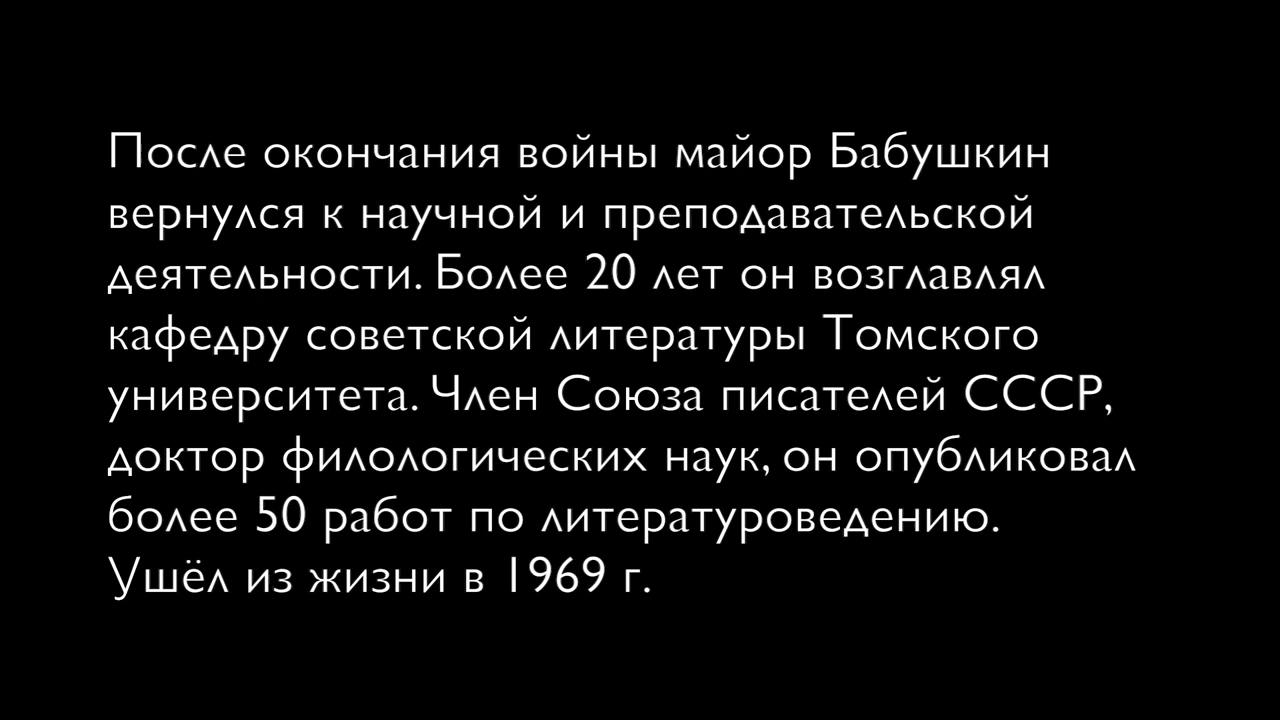 После окончания войны майор Бабушкин
вернулся к научной и преподавательской
деятельности. Более 20 лет он возглавлял
кафедру советской литературы Томского
университета. Член Союза писателей СССР,
доктор филологических наук, он опубликовал
более 50 работ по литературоведению.
Ушёл из жизни в 1969 г.